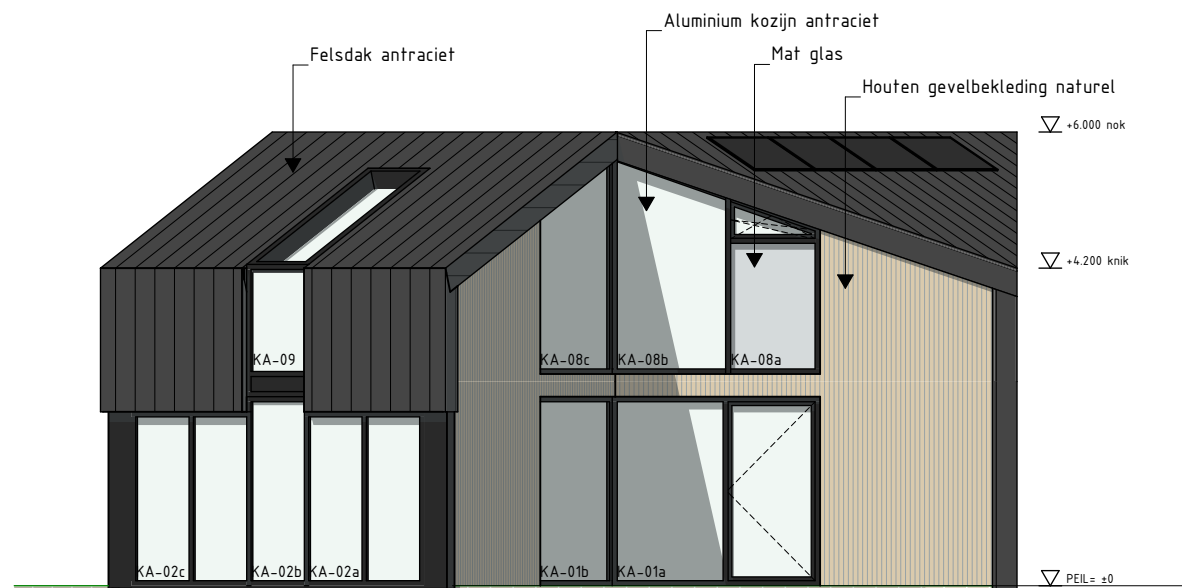 Aluminium kozijn antraciet
Felsdak antraciet
Mat glas
Houten gevelbekleding naturel
+6.000 nok
+4.200 knik
KA-09
KA-08c
KA-08b
KA-08a
KA-02c
KA-02b
KA-02a
KA-01b
KA-01a
PEIL= ±0